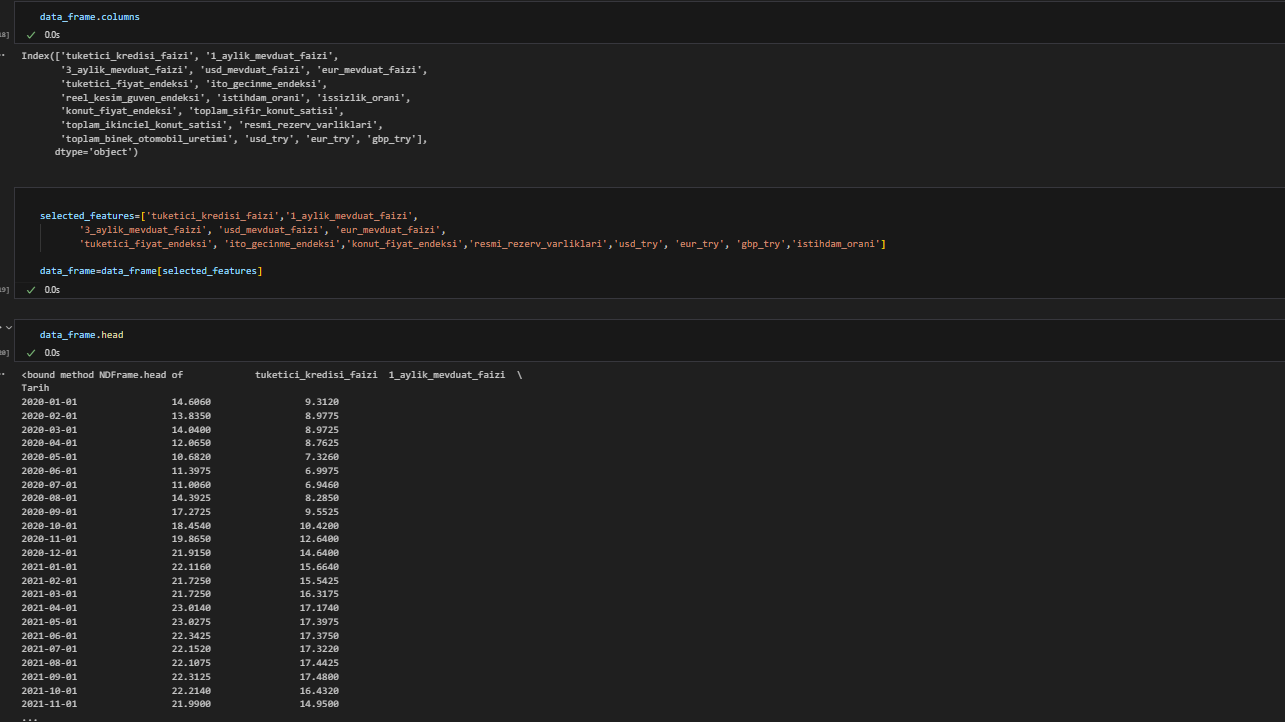 data_frame.columns
18]
0.0s
Index(['tuketici_kredisi_faizi', '1_aylik_mevduat_faizi',
'3_aylik_mevduat_faizi', 'usd_mevduat_faizi', 'eur_mevduat_faizi',
'tuketici_fiyat_endeksi', 'ito_gecinme_endeksi',
'reel_kesim_guven_endeksi', 'istihdam_orani', 'issizlik_orani',
'konut_fiyat_endeksi', 'toplam_sifir_konut_satisi',
'toplam_ikinciel_konut_satisi', 'resmi_rezerv_varliklari',
'toplam_binek_otomobil_uretimi', 'usd_try', 'eur_try', 'gbp_try'],
dtype='object')
selected_features=['tuketici_kredisi_faizi','1_aylik_mevduat_faizi',
'3_aylik_mevduat_faizi', 'usd_mevduat_faizi', 'eur_mevduat_faizi',
'tuketici_fiyat_endeksi', 'ito_gecinme_endeksi','konut_fiyat_endeksi','resmi_rezerv_varliklari','usd_try', 'eur_try', 'gbp_try','istihdam_orani']
data_frame=data_frame[selected_features]
19]
0.0s
data_frame.head
20]
0.0s
<bound method NDFrame.head of tuketici_kredisi_faizi 1_aylik_mevduat_faizi \
Tarih
2020-01-01 14.6060 9.3120
2020-02-01 13.8350 8.9775
2020-03-01 14.0400 8.9725
2020-04-01 12.0650 8.7625
2020-05-01 10.6820 7.3260
2020-06-01 11.3975 6.9975
2020-07-01 11.0060 6.9460
2020-08-01 14.3925 8.2850
2020-09-01 17.2725 9.5525
2020-10-01 18.4540 10.4200
2020-11-01 19.8650 12.6400
2020-12-01 21.9150 14.6400
2021-01-01 22.1160 15.6640
2021-02-01 21.7250 15.5425
2021-03-01 21.7250 16.3175
2021-04-01 23.0140 17.1740
2021-05-01 23.0275 17.3975
2021-06-01 22.3425 17.3750
2021-07-01 22.1520 17.3220
2021-08-01 22.1075 17.4425
2021-09-01 22.3125 17.4800
2021-10-01 22.2140 16.4320
2021-11-01 21.9900 14.9500
...